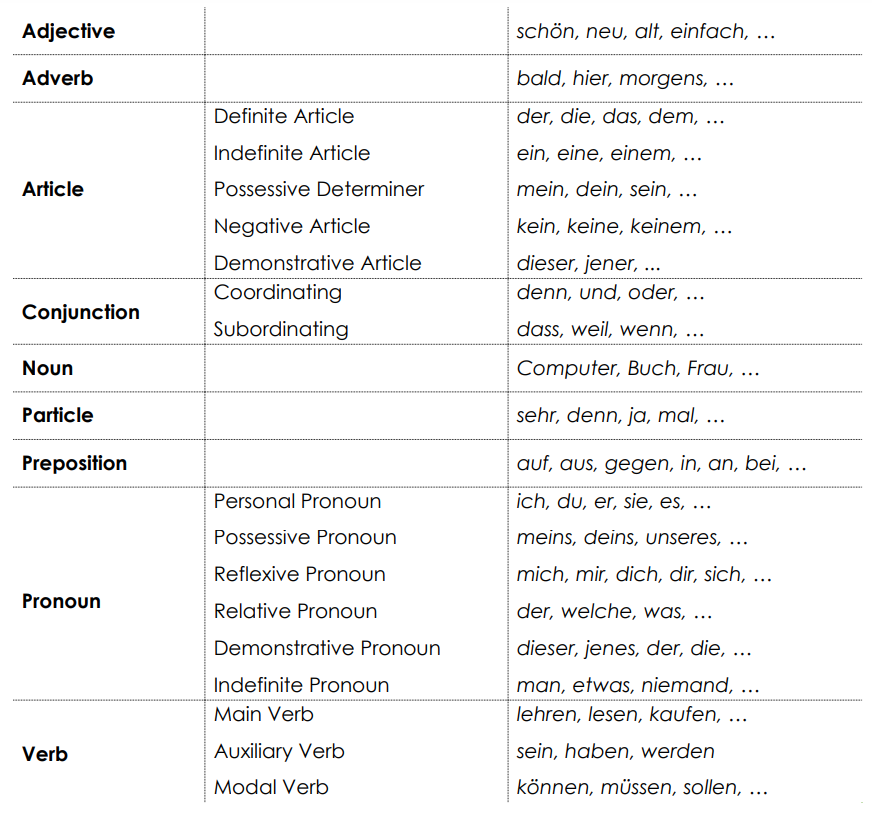 Adjective schön, neu, alt, einfach, …
Adverb bald, hier, morgens, …
Definite Article der, die, das, dem, …
Indefinite Article ein, eine, einem, …
Article Possessive Determiner mein, dein, sein, …
Negative Article kein, keine, keinem, …
Demonstrative Article dieser, jener, ...
Coordinating denn, und, oder, …
Conjunction
Subordinating dass, weil, wenn, …
Noun Computer, Buch, Frau, …
Particle sehr, denn, ja, mal, …
Preposition auf, aus, gegen, in, an, bei, …
Personal Pronoun ich, du, er, sie, es, …
Possessive Pronoun meins, deins, unseres, …
Reflexive Pronoun mich, mir, dich, dir, sich, …
Pronoun
Relative Pronoun der, welche, was, …
Demonstrative Pronoun dieser, jenes, der, die, …
Indefinite Pronoun man, etwas, niemand, …
Main Verb lehren, lesen, kaufen, …
Verb Auxiliary Verb sein, haben, werden
Modal Verb können, müssen, sollen, …